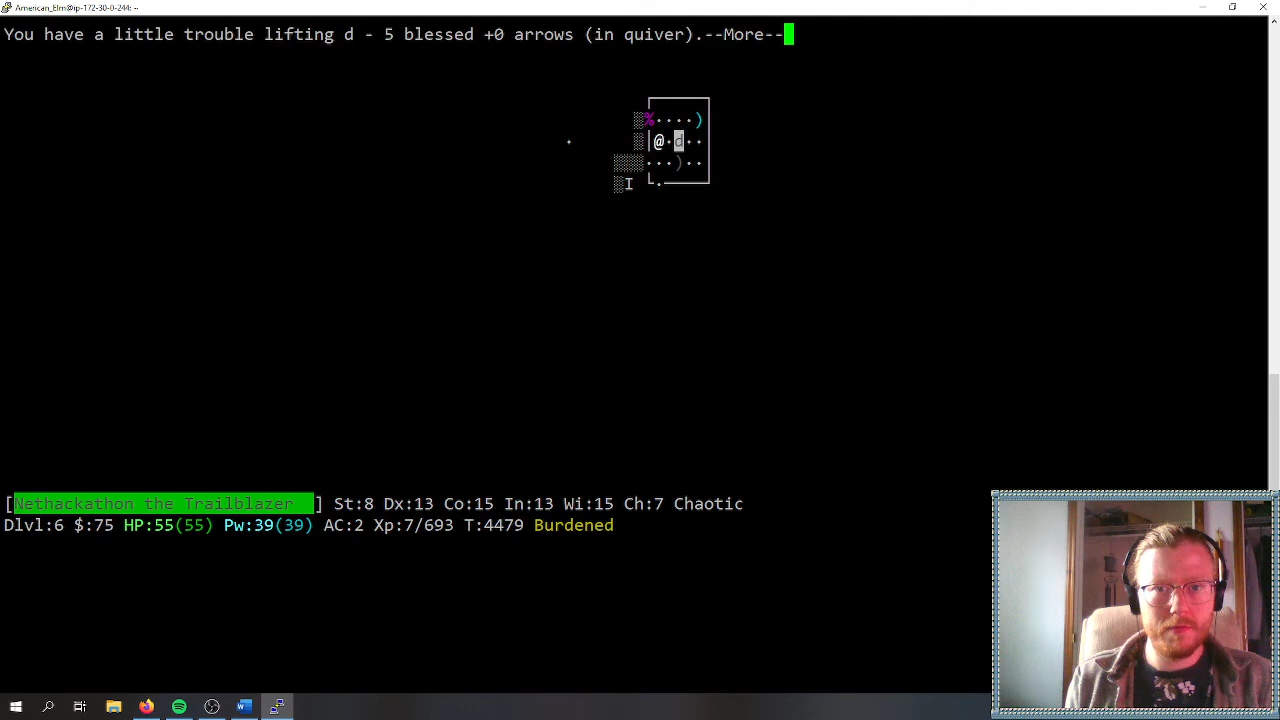 American_Elm@ip-172-30-0-244: ~
You have a little trouble lifting d - 5 blessed +0 arrows (in quiver).--More--
░%····)
· ░|@·d··
░░░···)··
░I └·
[Nethackathon the Trailblazer ] St:8 Dx:13 Co:15 In:13 Wi:15 Ch:7 Chaotic
Dlvl:6 $:75 HP:55(55) Pw:39(39) AC:2 Xp:7/693 T:4479 Burdened